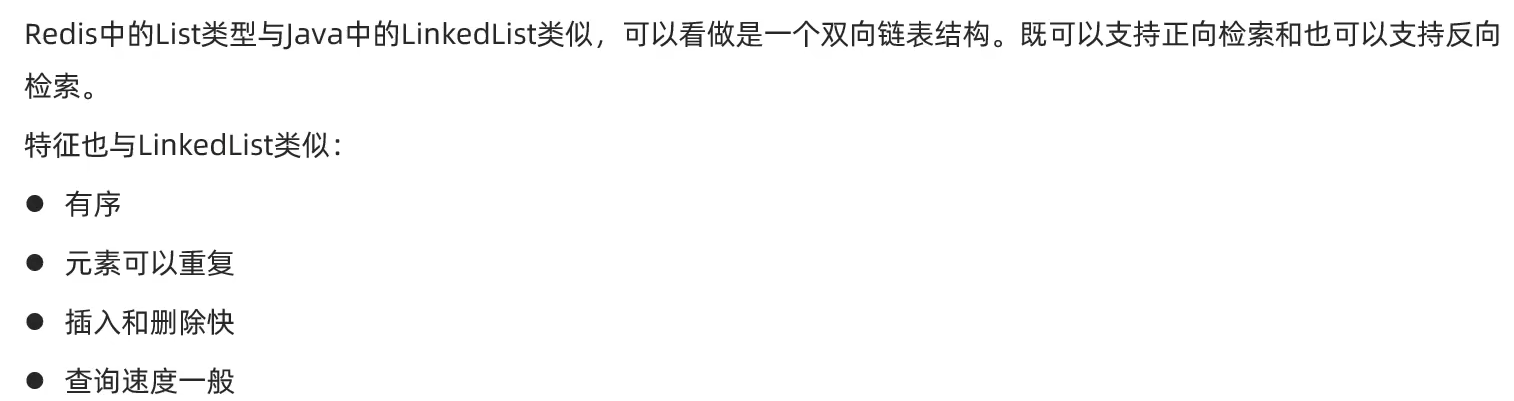 Redis中的List类型与Java中的LinkedList类似，可以看做是一个双向链表结构。既可以支持正向检索和也可以支持反向
检索。
特征也与LinkedList类似：
● 有序
● 元素可以重复
● 插入和删除快
● 查询速度一般